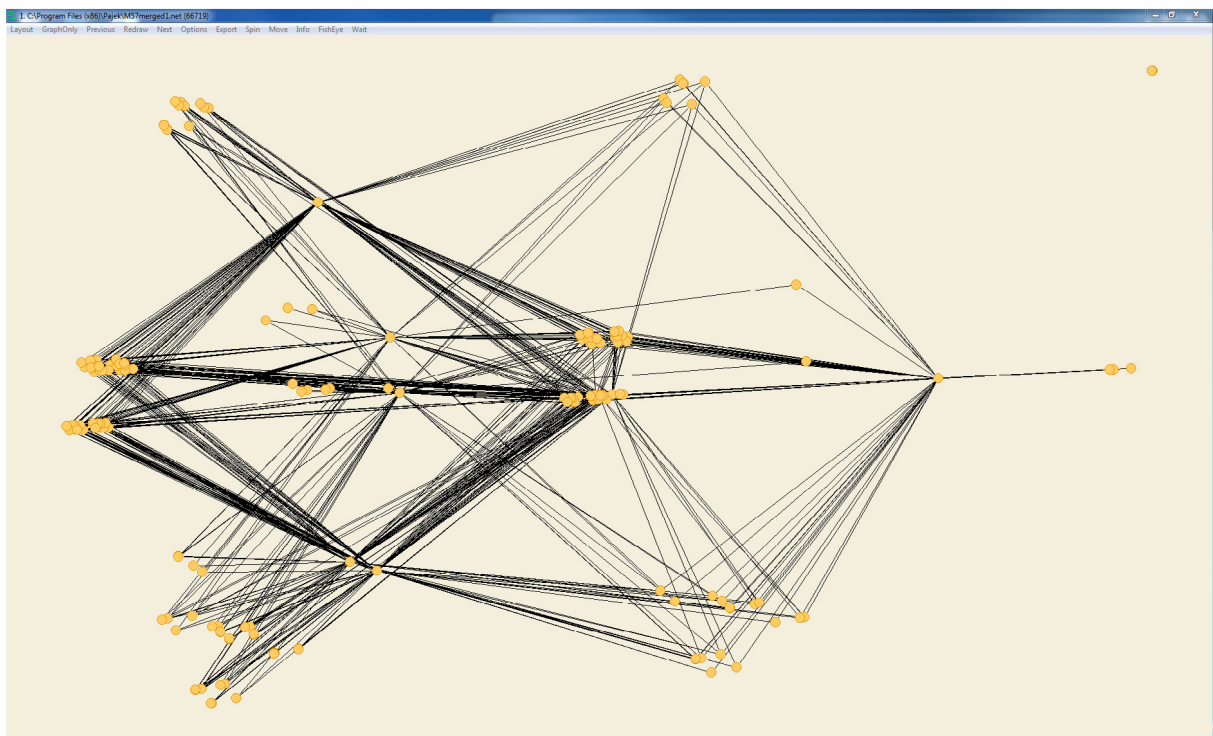 1. C:\Program Files (x86)\Pajek\M57merged1.net (66719)
Layout GraphOnly Previous Redraw Next Options Export Spin Move Info FishEye Wait